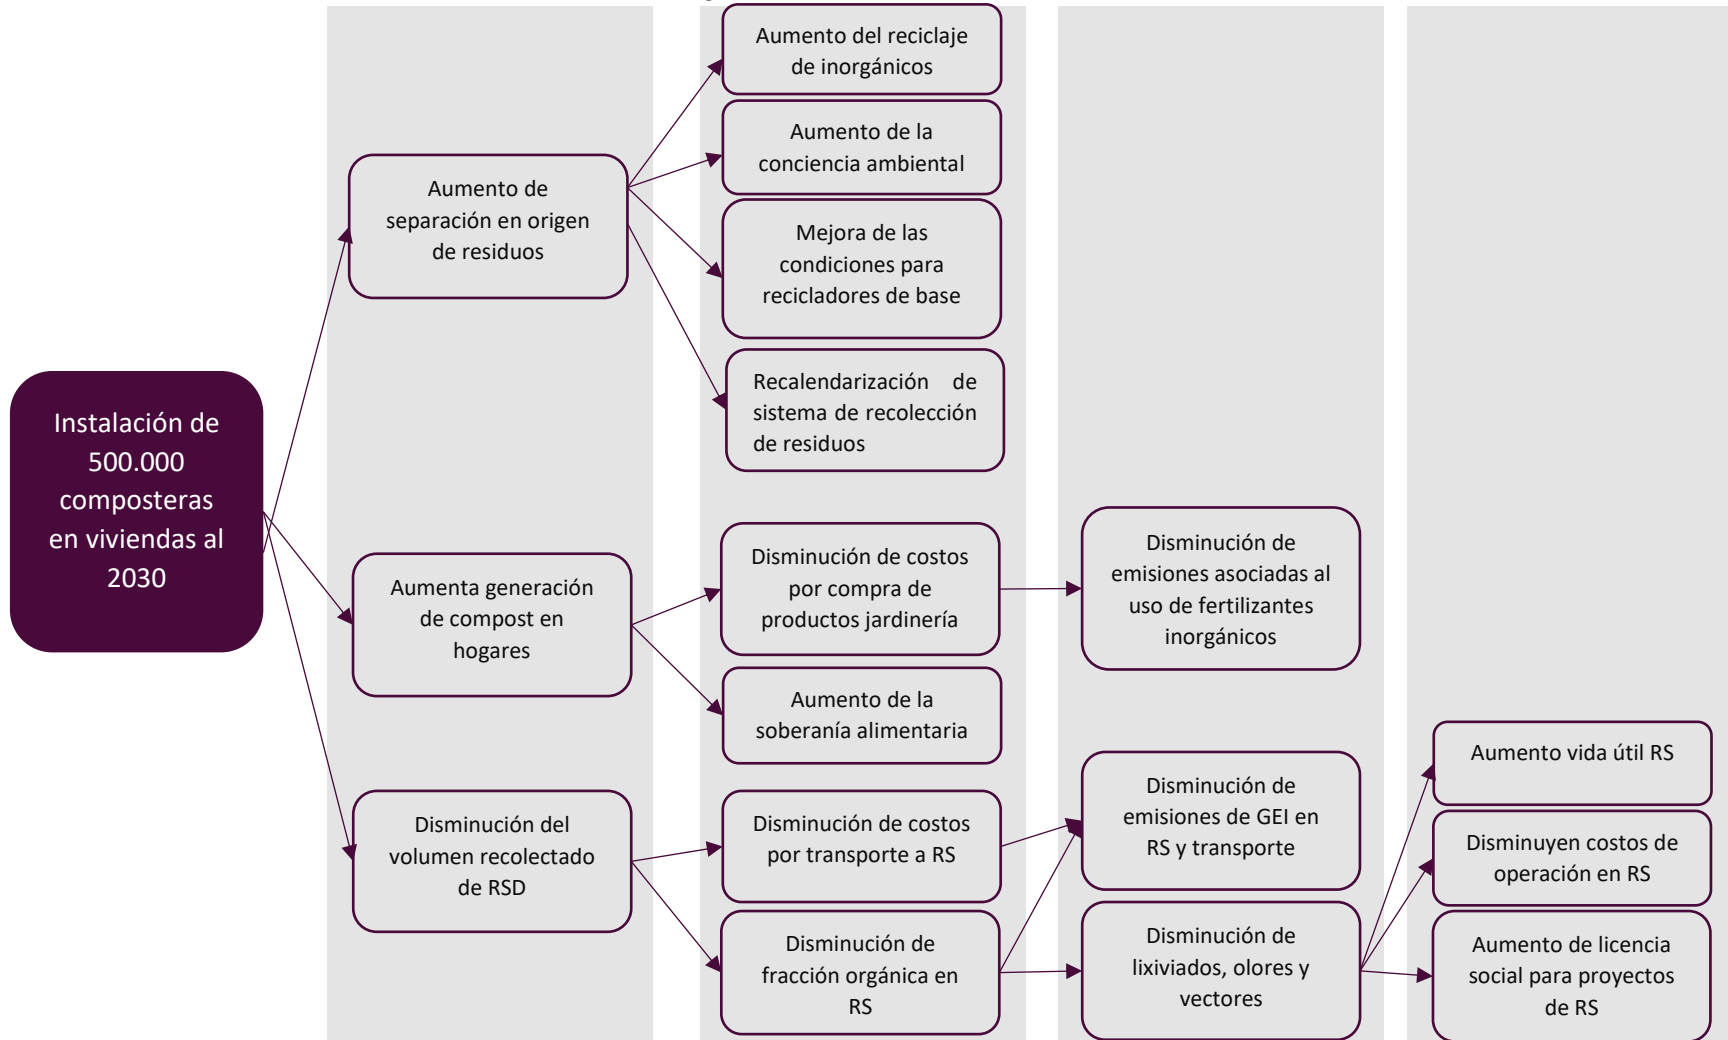 Instalación de
500.000
composteras
en viviendas al
2030
Aumento de
separación en origen
de residuos
Aumenta generación
de compost en
hogares
Disminución del
volumen recolectado
de RSD
Aumento del reciclaje
de inorgánicos
Aumento de la
conciencia ambiental
Mejora de las
condiciones para
recicladores de base
Recalendarización de
sistema de recolección
de residuos
Disminución de costos
por compra de
productos jardinería
Aumento de la
soberanía alimentaria
Disminución de costos
por transporte a RS
Disminución de
fracción orgánica en
RS
Disminución de
emisiones asociadas al
uso de fertilizantes
inorgánicos
Disminución de
emisiones de GEI en
RS y transporte
Disminución de
lixiviados, olores y
vectores
Aumento vida útil RS
Disminuyen costos de
operación en RS
Aumento de licencia
social para proyectos
de RS